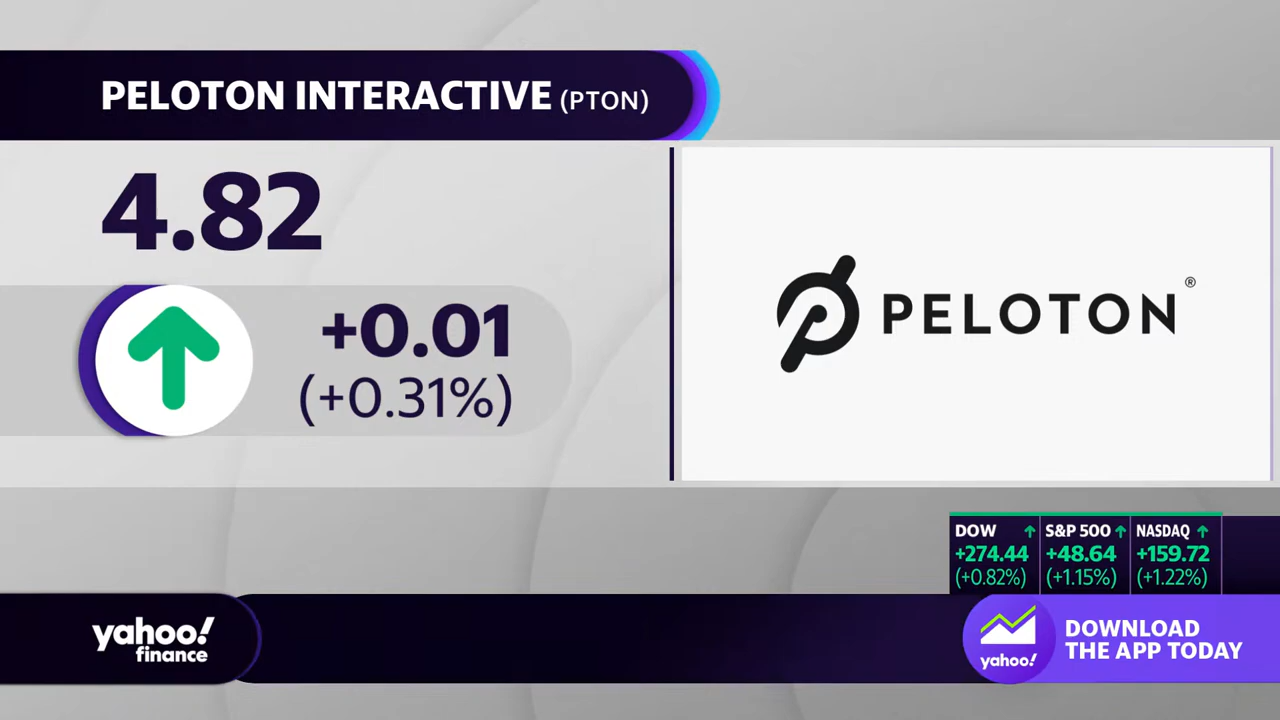 PELOTON INTERACTIVE (PTON)
4.82
+0.01
(+0.31%)
PELOTON®
DOW S&P 500 NASDAQ
+274.44 +48.64 +159.72
(+0.82%) (+1.15%) (+1.22%)
yahoo!
finance
yahoo!
DOWNLOAD
THE APP TODAY